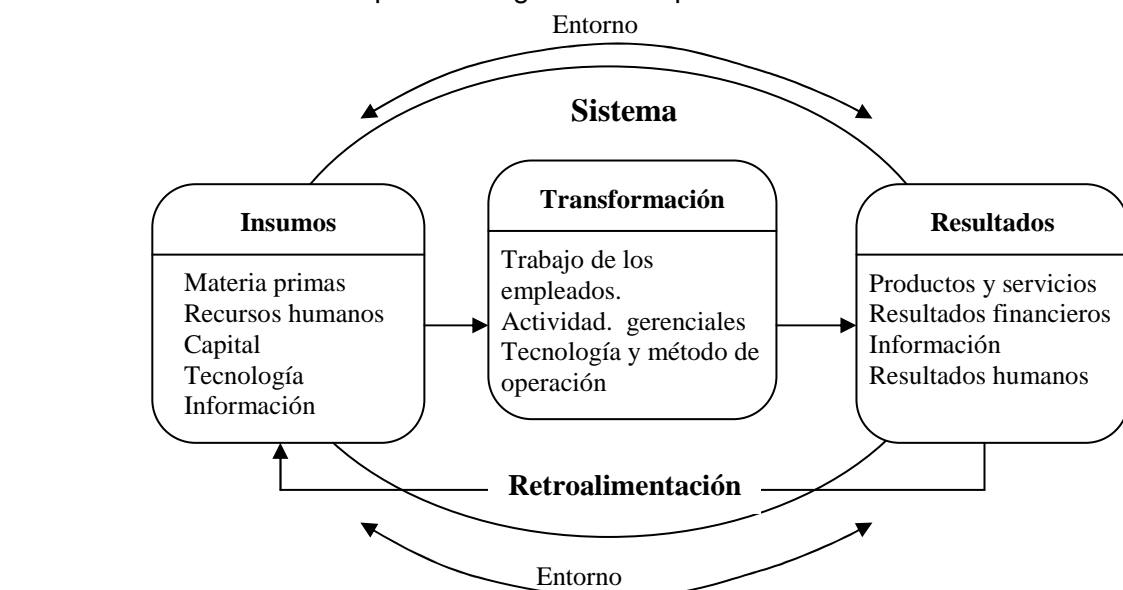 Entorno
Sistema
Insumos
Materia primas
Recursos humanos
Capital
Tecnología
Información
Transformación
Trabajo de los
empleados.
Actividad.  gerenciales
Tecnología y método de
operación
Resultados
Productos y servicios
Resultados financieros
Información
Resultados humanos
Retroalimentación
Entorno